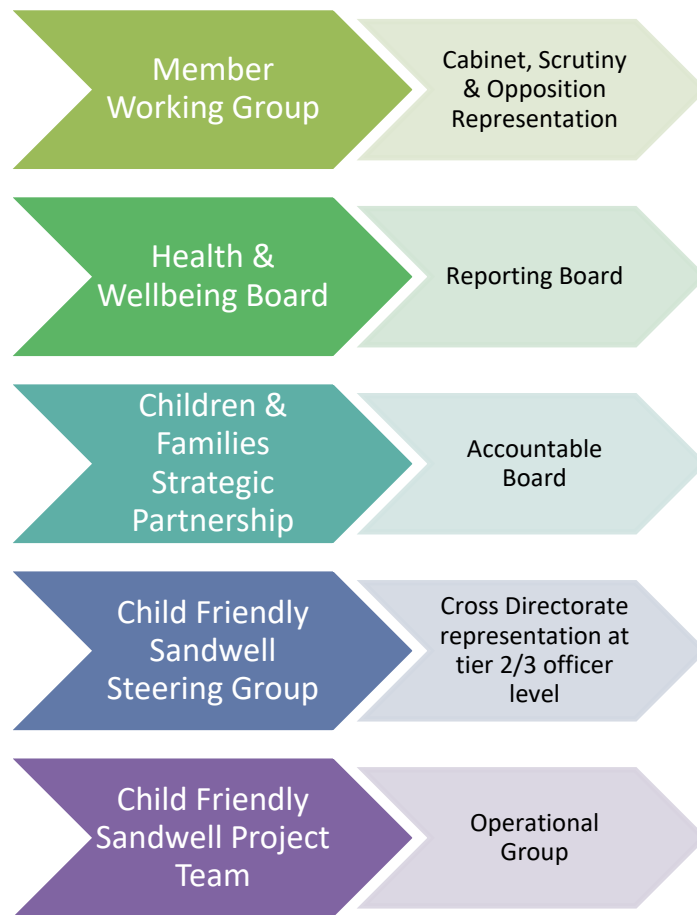 Member
Working Group
Cabinet, Scrutiny
& Opposition
Representation
Health &
Wellbeing Board
Reporting Board
Children &
Families
Strategic
Partnership
Accountable
Board
Child Friendly
Sandwell
Steering Group
Cross Directorate
representation at
tier 2/3 officer
level
Child Friendly
Sandwell Project
Team
Operational
Group